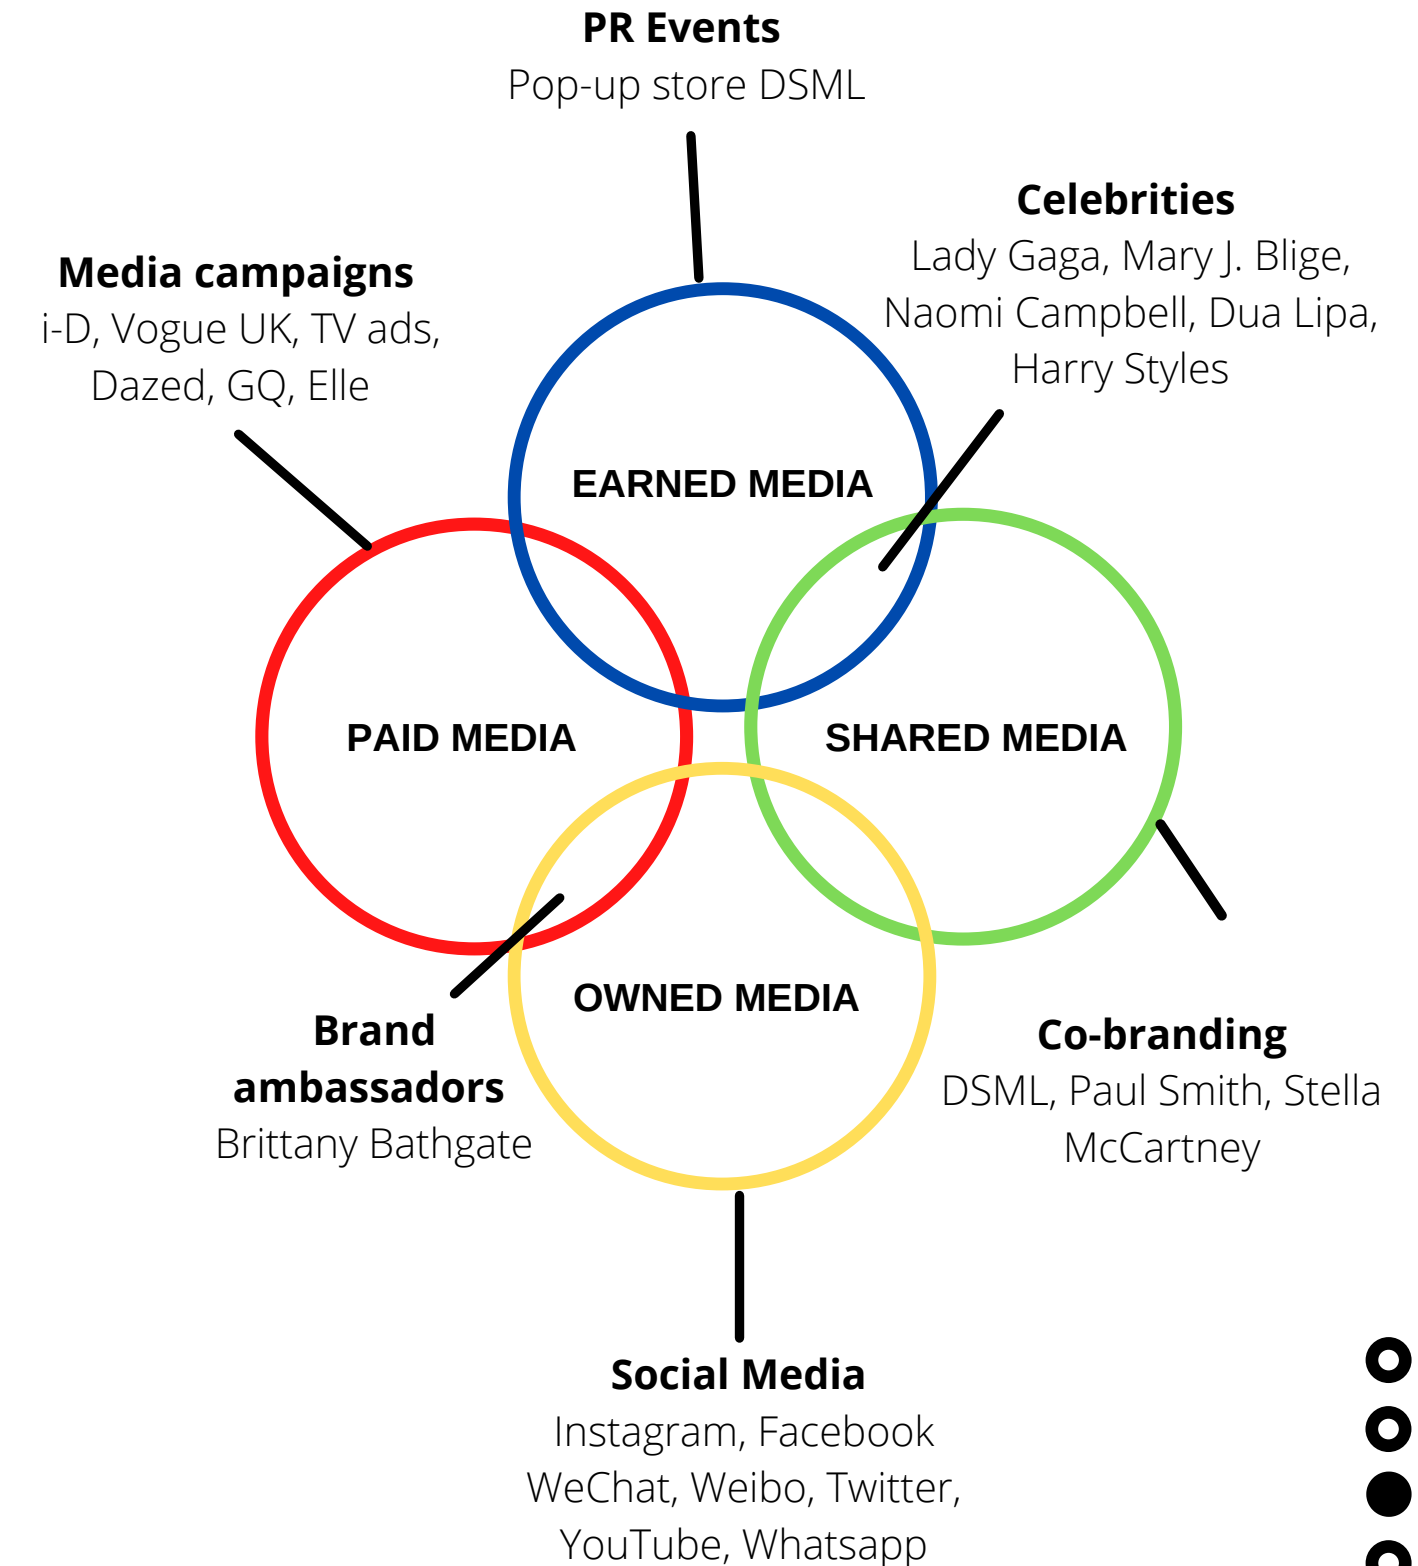 PR Events
Pop-up store DSML
Celebrities
Lady Gaga, Mary J. Blige,
Naomi Campbell, Dua Lipa,
Harry Styles
Media campaigns
i-D, Vogue UK, TV ads,
Dazed, GQ, Elle
EARNED MEDIA
PAID MEDIA
SHARED MEDIA
OWNED MEDIA
Brand
ambassadors
Brittany Bathgate
Co-branding
DSML, Paul Smith, Stella
McCartney
Social Media
Instagram, Facebook
WeChat, Weibo, Twitter,
YouTube, Whatsapp